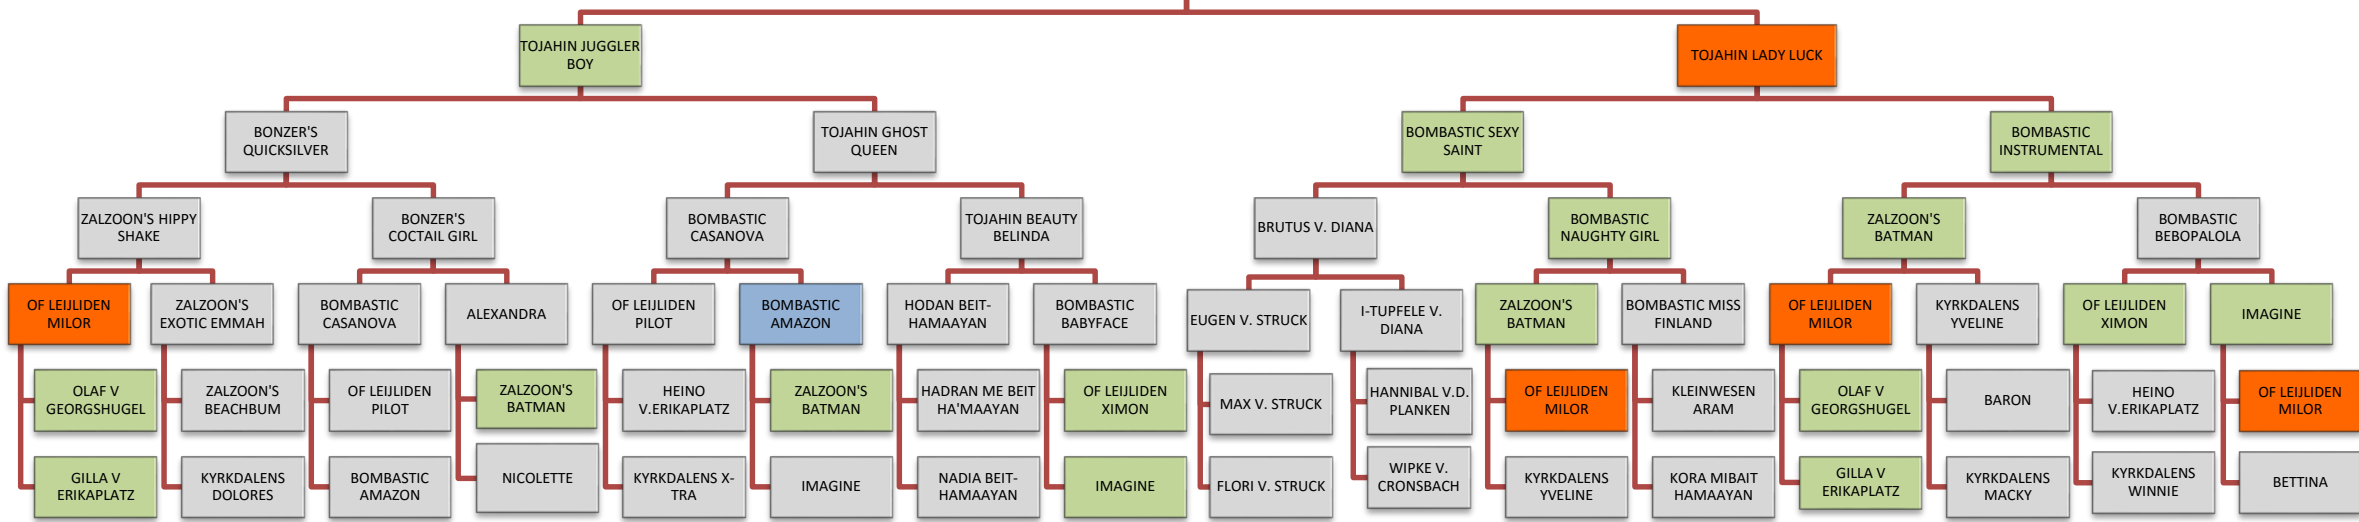 TOJAHIN JUGGLER
BOY
TOJAHIN LADY LUCK
BONZER'S
QUICKSILVER
TOJAHIN GHOST
QUEEN
BOMBASTIC SEXY
SAINT
BOMBASTIC
INSTRUMENTAL
ZALZOON'S HIPPY
SHAKE
BONZER'S
COCTAIL GIRL
BOMBASTIC
CASANOVA
TOJAHIN BEAUTY
BELINDA
BRUTUS V. DIANA
BOMBASTIC
NAUGHTY GIRL
ZALZOON'S
BATMAN
BOMBASTIC
BEBOPALOLA
OF LEIJLIDEN
MILOR
ZALZOON'S
EXOTIC EMMAH
BOMBASTIC
CASANOVA
ALEXANDRA
OF LEIJLIDEN
PILOT
BOMBASTIC
AMAZON
HODAN BEIT-
HAMAAYAN
BOMBASTIC
BABYFACE
EUGEN V. STRUCK
I-TUPFELE V.
DIANA
ZALZOON'S
BATMAN
BOMBASTIC MISS
FINLAND
OF LEIJLIDEN
MILOR
KYRKDALENS
YVELINE
OF LEIJLIDEN
XIMON
IMAGINE
OLAF V
GEORGSHUGEL
ZALZOON'S
BEACHBUM
OF LEIJLIDEN
PILOT
ZALZOON'S
BATMAN
HEINO
V.ERIKAPLATZ
ZALZOON'S
BATMAN
HADRAN ME BEIT
HA'MAAYAN
OF LEIJLIDEN
XIMON
MAX V. STRUCK
HANNIBAL V.D.
PLANKEN
OF LEIJLIDEN
MILOR
KLEINWESEN
ARAM
OLAF V
GEORGSHUGEL
BARON
HEINO
V.ERIKAPLATZ
OF LEIJLIDEN
MILOR
GILLA V
ERIKAPLATZ
KYRKDALENS
DOLORES
BOMBASTIC
AMAZON
NICOLETTE
KYRKDALENS X-
TRA
IMAGINE
NADIA BEIT-
HAMAAYAN
IMAGINE
FLORI V. STRUCK
WIPKE V.
CRONSBACH
KYRKDALENS
YVELINE
KORA MIBAIT
HAMAAYAN
GILLA V
ERIKAPLATZ
KYRKDALENS
MACKY
KYRKDALENS
WINNIE
BETTINA